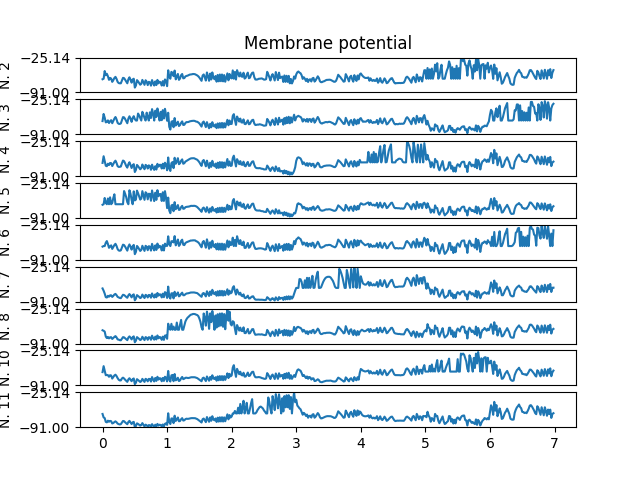 Membrane potential
−25.14
N. 2
−91.00
−25.14
N. 3
−91.00
−25.14
N. 4
−91.00
−25.14
N. 5
−91.00
−25.14
N. 6
−91.00
−25.14
N. 7
−91.00
−25.14
N. 8
−91.00
−25.14
N. 10
−91.00
−25.14
N. 11
−91.00
0 1 2 3 4 5 6 7